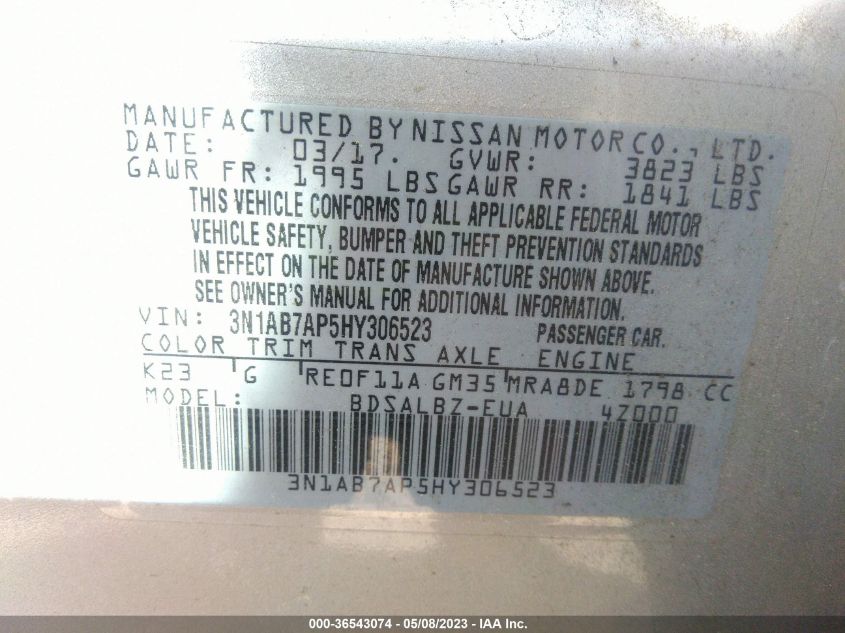 MANUFACTURED BY NISSAN MOTOR CO., LTD.
DATE: 03/17. GVWR: 3823 LBS
GAWR FR: 1995 LBS GAWR RR: 1841 LBS
THIS VEHICLE CONFORMS TO ALL APPLICABLE FEDERAL MOTOR
VEHICLE SAFETY, BUMPER AND THEFT PREVENTION STANDARDS
IN EFFECT ON THE DATE OF MANUFACTURE SHOWN ABOVE.
SEE OWNER'S MANUAL FOR ADDITIONAL INFORMATION.
VIN: 3N1AB7AP5HY306523 PASSENGER CAR.
COLOR TRIM TRANS AXLE ENGINE
K23 G RE0F11A GM35 MRA8DE 1798 CC
MODEL: BDSALBZ-EUA 4Z000
3N1AB7AP5HY306523
000-36543074 - 05/08/2023 - IAA Inc.